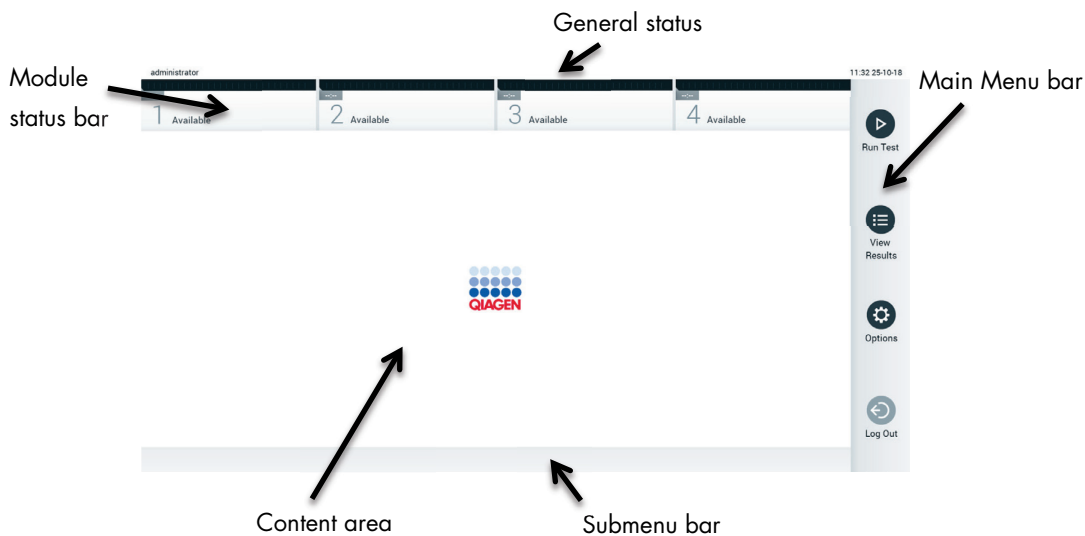 General status
administrator
11:32 25-10-18
Module
status bar
Main Menu bar
--:--
--:--
--:--
--:--
1 Available
2 Available
3 Available
4 Available
Run Test
View
Results
QIAGEN
Options
Log Out
Content area
Submenu bar